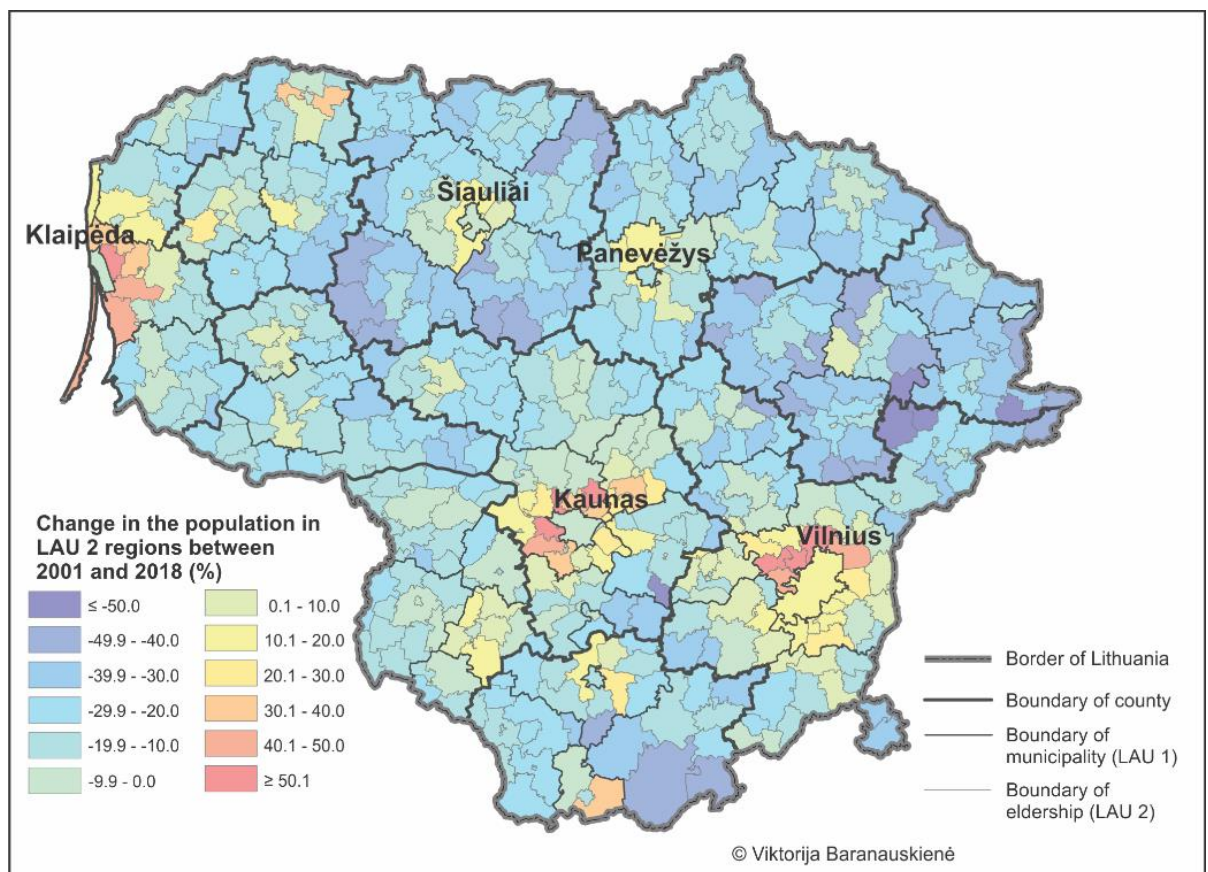 Šiauliai
Klaipėda
Panevėžys
Kaunas
Vilnius
Change in the population in
LAU 2 regions between
2001 and 2018 (%)
≤ -50.0
-49.9 - -40.0
-39.9 - -30.0
-29.9 - -20.0
-19.9 - -10.0
-9.9 - 0.0
0.1 - 10.0
10.1 - 20.0
20.1 - 30.0
30.1 - 40.0
40.1 - 50.0
≥ 50.1
Border of Lithuania
Boundary of county
Boundary of
municipality (LAU 1)
Boundary of
eldership (LAU 2)
© Viktorija Baranauskienė